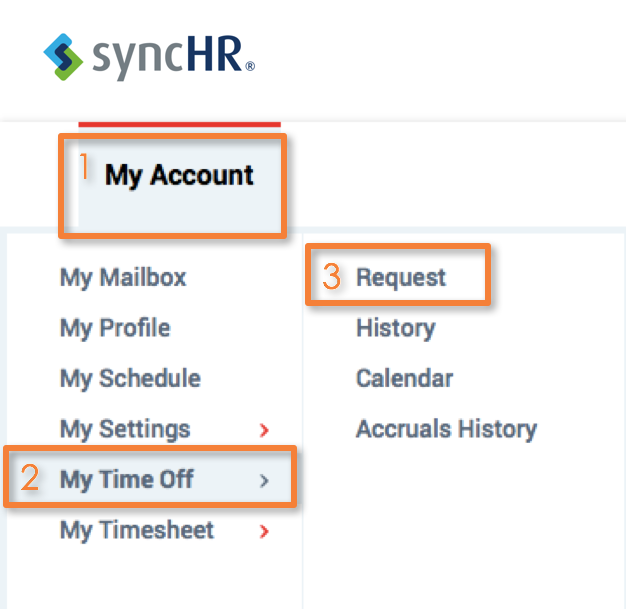 syncHR®
1 My Account
My Mailbox
My Profile
My Schedule
My Settings >
2 My Time Off >
My Timesheet >
3 Request
History
Calendar
Accruals History